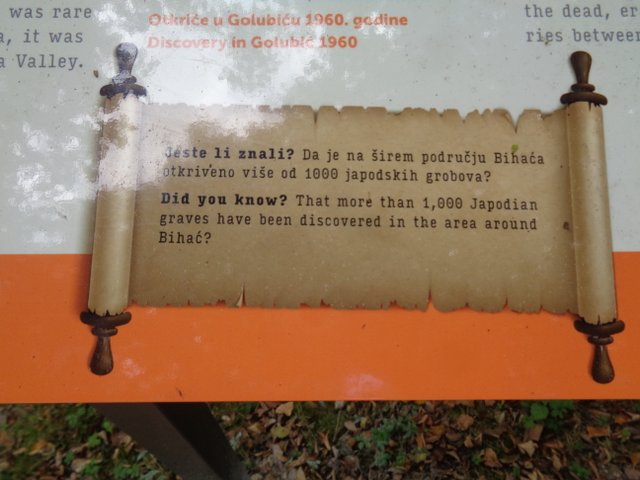 was rare
, it was
a Valley.
Otkriće u Golubiću 1960. godine
Discovery in Golubić 1960
the dead, er
ries between
Jeste li znali? Da je na širem području Bihaća
otkriveno više od 1000 japodskih grobova?
Did you know? That more than 1,000 Japodian
graves have been discovered in the area around
Bihać?